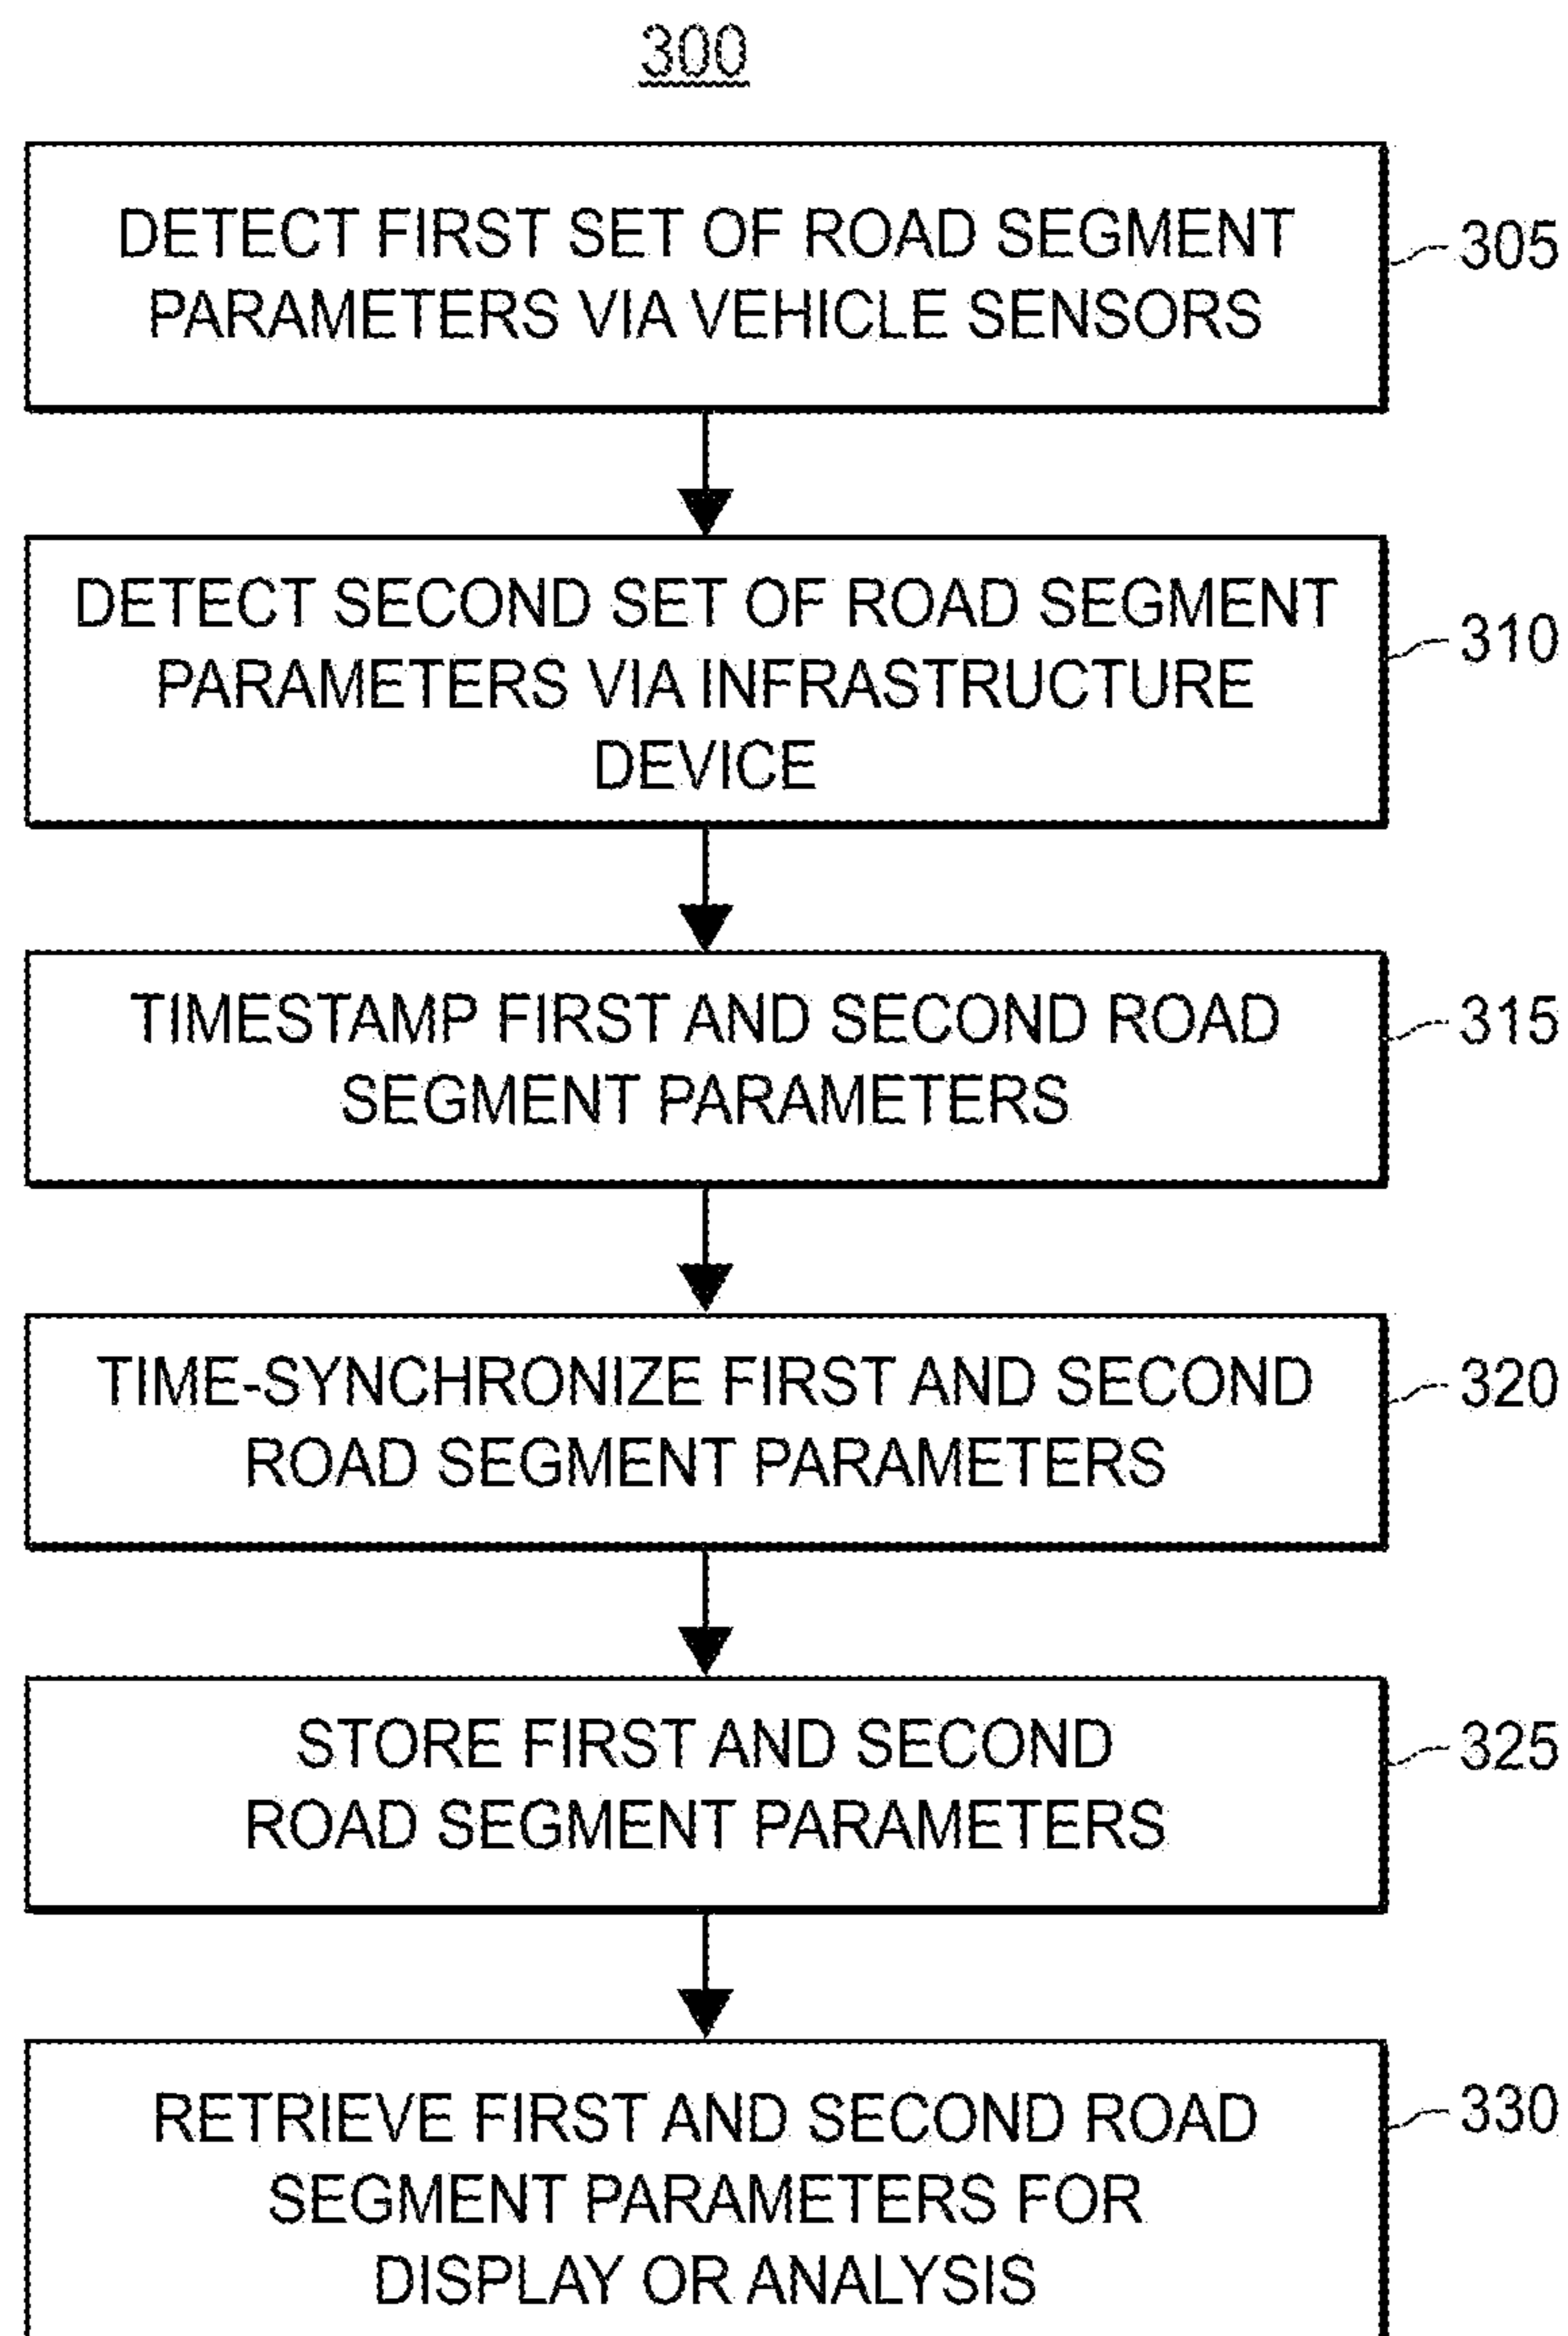 300
DETECT FIRST SET OF ROAD SEGMENT
PARAMETERS VIA VEHICLE SENSORS
305
DETECT SECOND SET OF ROAD SEGMENT
PARAMETERS VIA INFRASTRUCTURE
DEVICE
310
TIMESTAMP FIRST AND SECOND ROAD
SEGMENT PARAMETERS
315
TIME-SYNCHRONIZE FIRST AND SECOND
ROAD SEGMENT PARAMETERS
320
STORE FIRST AND SECOND
ROAD SEGMENT PARAMETERS
325
RETRIEVE FIRST AND SECOND ROAD
SEGMENT PARAMETERS FOR
DISPLAY OR ANALYSIS
330